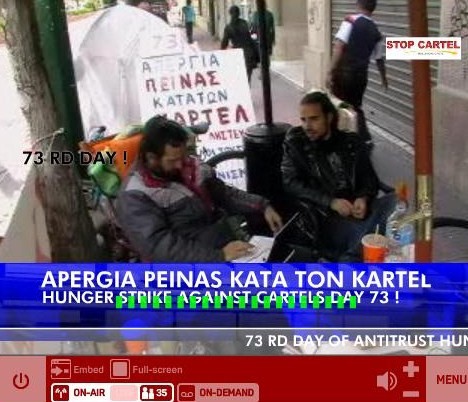 STOP CARTEL
73
ΑΠΕΡΓΙΑ
ΠΕΙΝΑΣ
ΚΑΤΑ ΤΩΝ
ΚΑΡΤΕΛ
73 RD DAY !
APERGIA PEINAS KATA TON KARTEL
HUNGER STRIKE AGAINST CARTELS DAY 73 !
73 RD DAY OF ANTITRUST HUN
Embed
Full-screen
ON-AIR
35
ON-DEMAND
MENU